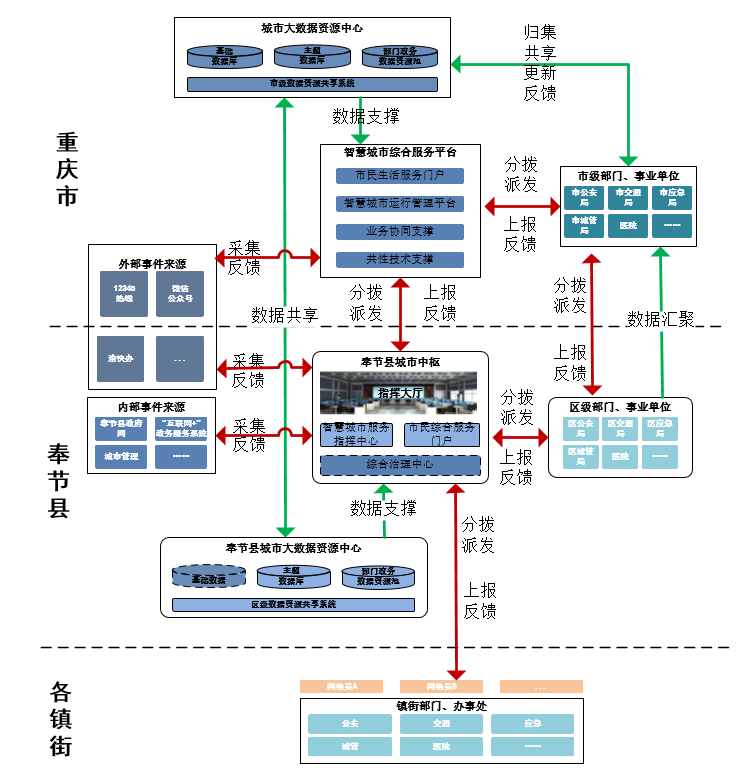 城市大数据资源中心
基础
数据库
主题
数据库
部门政务
数据资源池
市级数据资源共享系统
归集
共享
更新
反馈
数据支撑
重庆市
智慧城市综合服务平台
市民生活服务门户
智慧城市运行管理平台
业务协同支撑
共性技术支撑
分拨
派发
上报
反馈
市级部门、事业单位
市公安
局
市交通
局
市应急
局
市城管
局
医院
······
外部事件来源
12345
热线
微信
公众号
渝快办
...
采集
反馈
数据共享
分拨
派发
上报
反馈
分拨
派发
上报
反馈
数据汇聚
采集
反馈
奉节县城市中枢
指挥大厅
智慧城市服务
指挥中心
市民综合服务
门户
综合治理中心
分拨
派发
上报
反馈
区级部门、事业单位
区公安
局
区交通
局
区应急
局
区城管
局
医院
······
内部事件来源
奉节县政府
网
“互联网+”
政务服务系统
城市管理
······
采集
反馈
奉节县
数据支撑
分拨
派发
上报
反馈
奉节县城市大数据资源中心
基础数据
主题
数据库
部门政务
数据资源池
区级数据资源共享系统
各镇街
网格员A
网格员B
...
镇街部门、办事处
公安
交通
应急
城管
医院
······